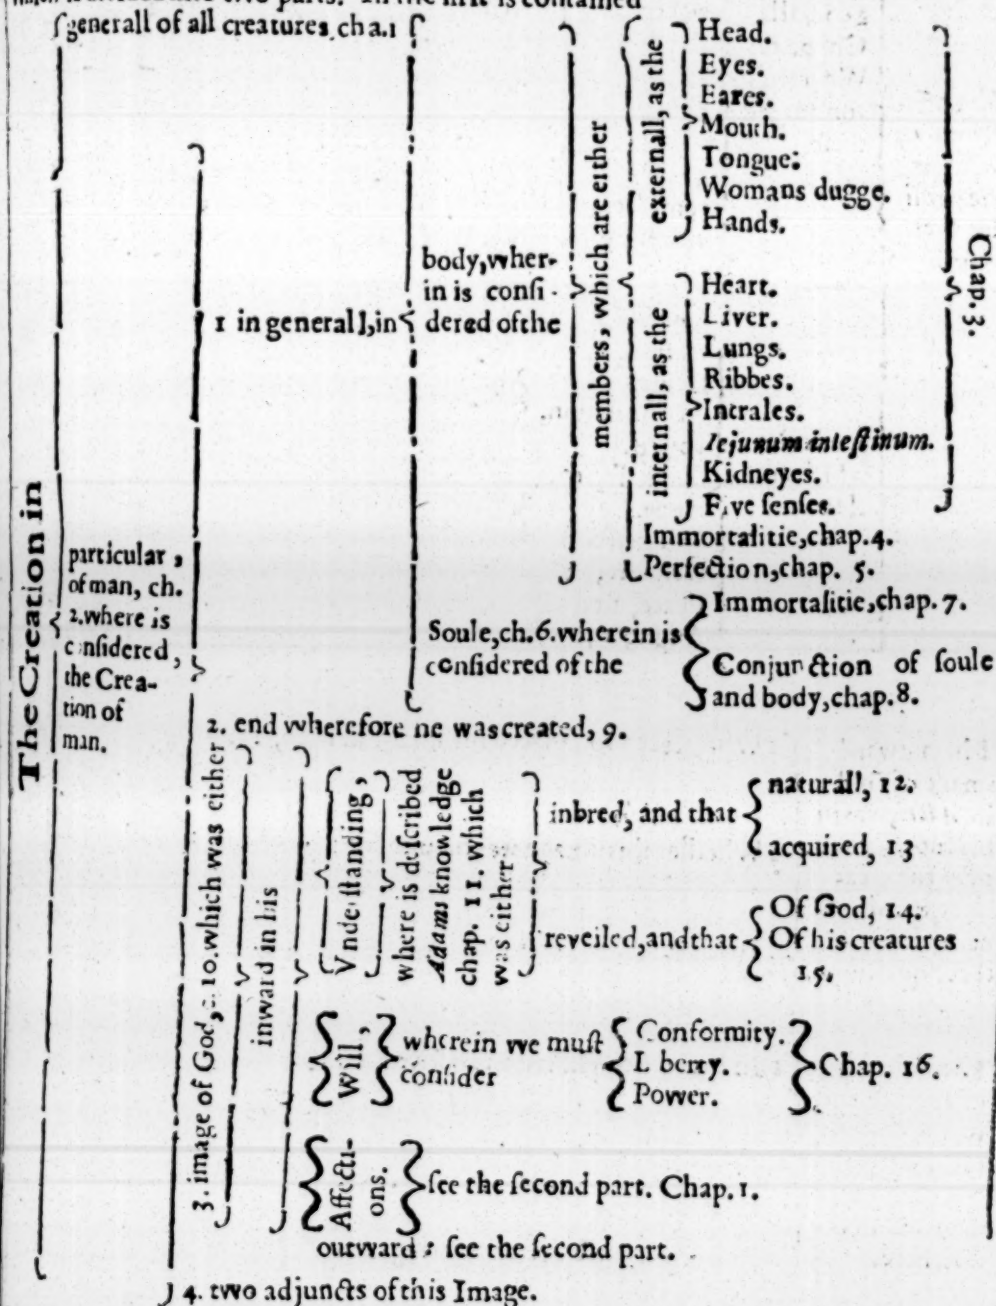 The Creation in
generall of all creatures, cha.1
particular,
of man, ch.
2.where is
considered,
the Crea-
tion of
man.
1 in generall, in
body, wher-
in is consi-
dered of the
members, which are either
externall, as the
Head.
Eyes.
Eares.
Mouth.
Tongue:
Womans dugge.
Hands.
internall, as the
Heart.
Liver.
Lungs.
Ribbes.
Intrales.
Iejunum intestinum.
Kidneyes.
Five senses.
Chap. 3.
Immortalitie, chap. 4.
Perfection, chap. 5.
Soule, ch. 6. wherein is
considered of the
Immortalitie, chap. 7.
Conjunction of soule
and body, chap. 8.
2. end wherefore he was created, 9.
3. image of God, c. 10. which was either
inward in his
Understanding,
where is described
Adams knowledge
chap. 11. which
was either
inbred, and that
naturall, 12.
acquired, 13
reveiled, and that
Of God, 14.
Of his creatures
15.
Will,
wherein we must
consider
Conformity.
Liberty.
Power.
Chap. 16.
Affecti-
ons.
see the second part. Chap. 1.
outward: see the second part.
4. two adjuncts of this Image.